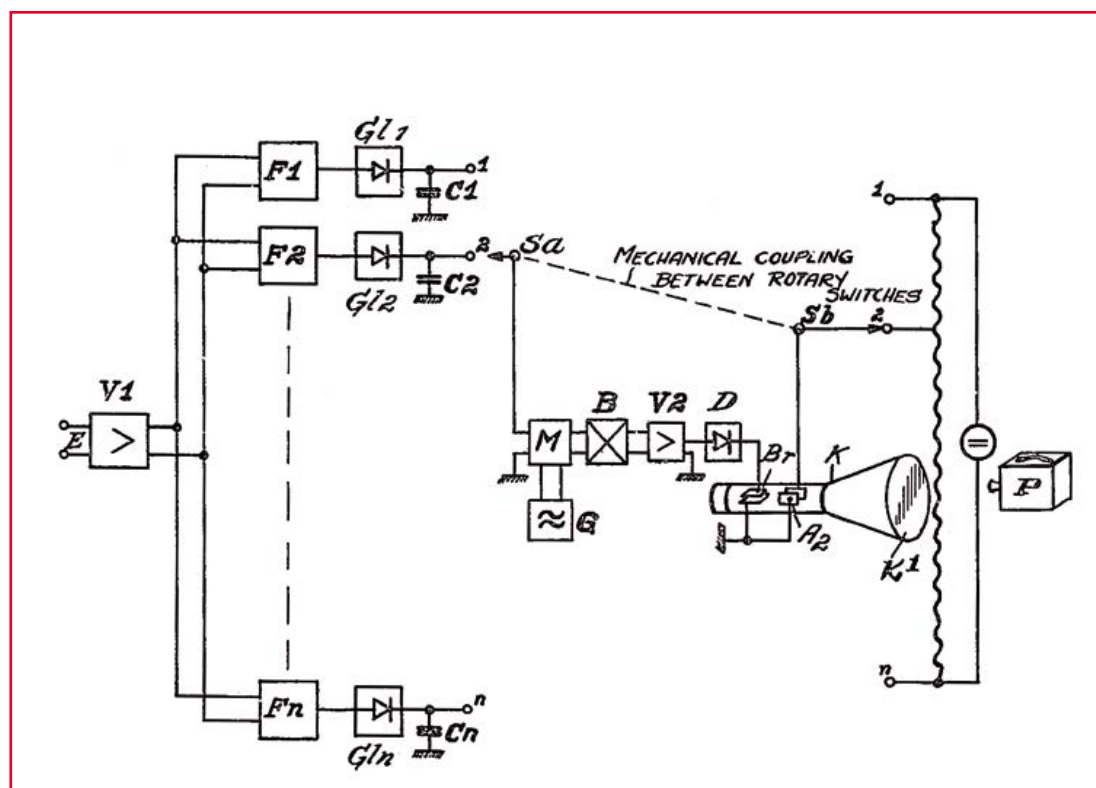 Gl1
F1
1
C1
F2
2
Sa
Gl2
C2
MECHANICAL COUPLING
BETWEEN ROTARY
SWITCHES
1
Sb
2
V1
E
>
M
B
V2
>
D
Br
K
G
A2
K1
=
P
Fn
n
Gln
Cn
n